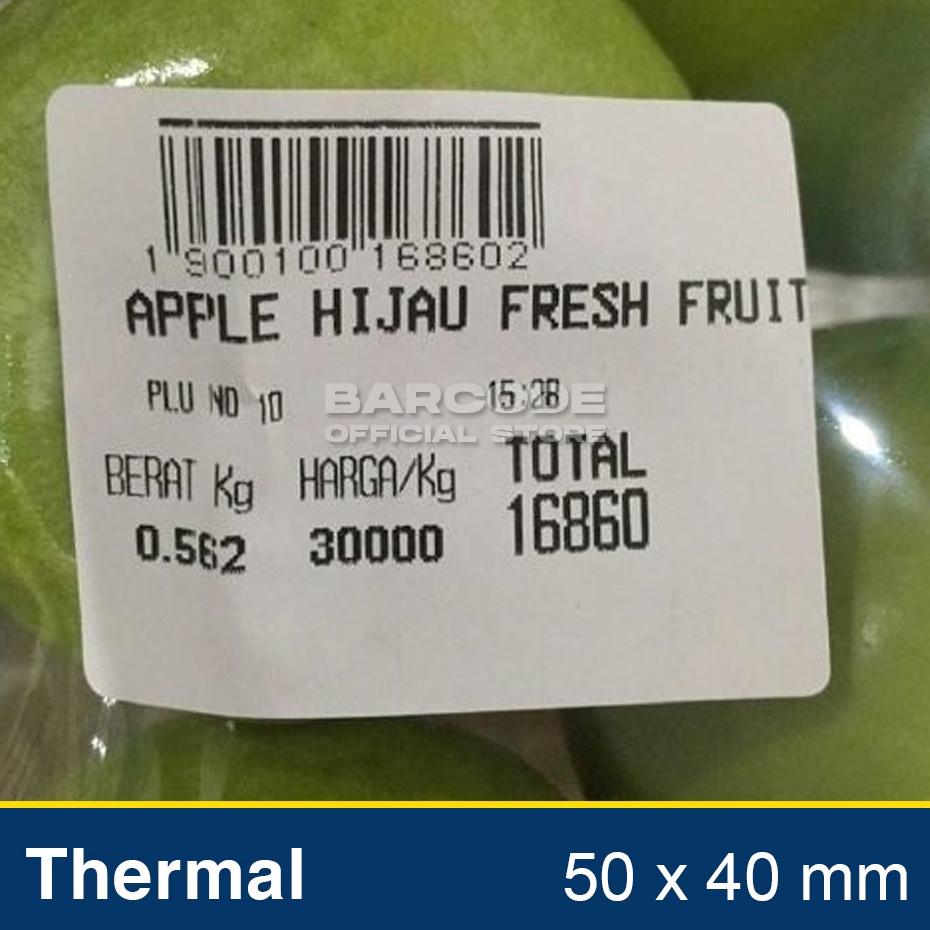 1 900100 168602
APPLE HIJAU FRESH FRUIT
PLU NO 10 15:28
BARCODE
OFFICIAL STORE
BERAT Kg HARGA/Kg TOTAL
0.562 30000 16860
Thermal 50 x 40 mm